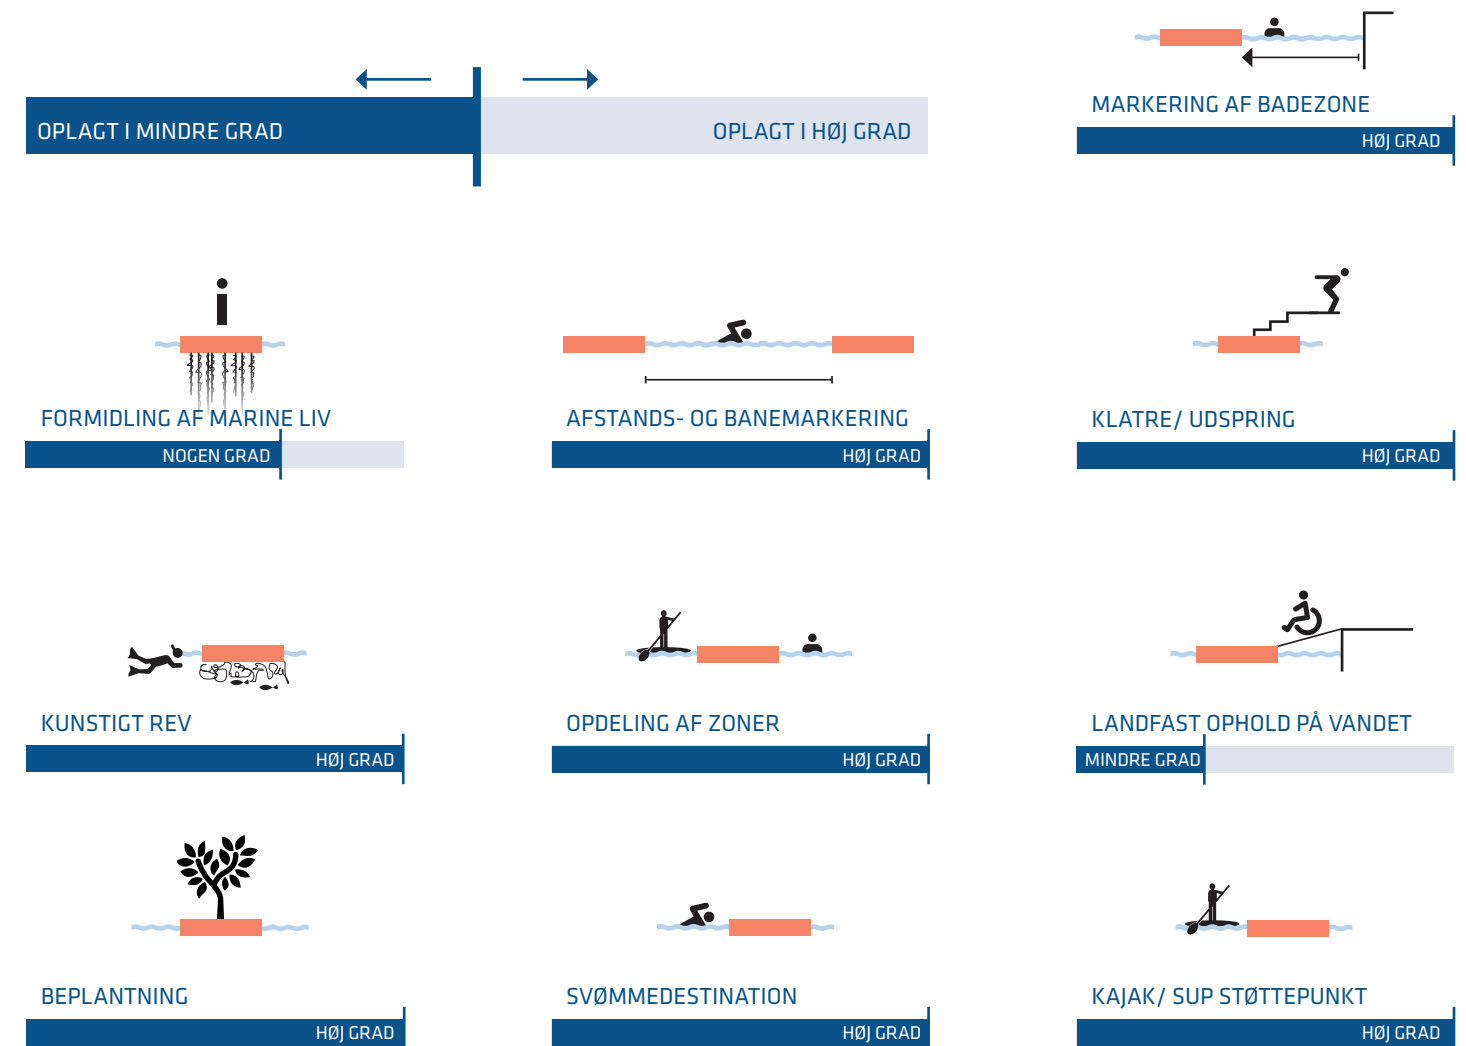 OPLAGT I MINDRE GRAD
OPLAGT I HØJ GRAD
MARKERING AF BADEZONE
HØJ GRAD
FORMIDLING AF MARINE LIV
NOGEN GRAD
AFSTANDS- OG BANEMARKERING
HØJ GRAD
KLATRE/ UDSPRING
HØJ GRAD
KUNSTIGT REV
HØJ GRAD
OPDELING AF ZONER
HØJ GRAD
LANDFAST OPHOLD PÅ VANDET
MINDRE GRAD
BEPLANTNING
HØJ GRAD
SVØMMEDESTINATION
HØJ GRAD
KAJAK/ SUP STØTTEPUNKT
HØJ GRAD